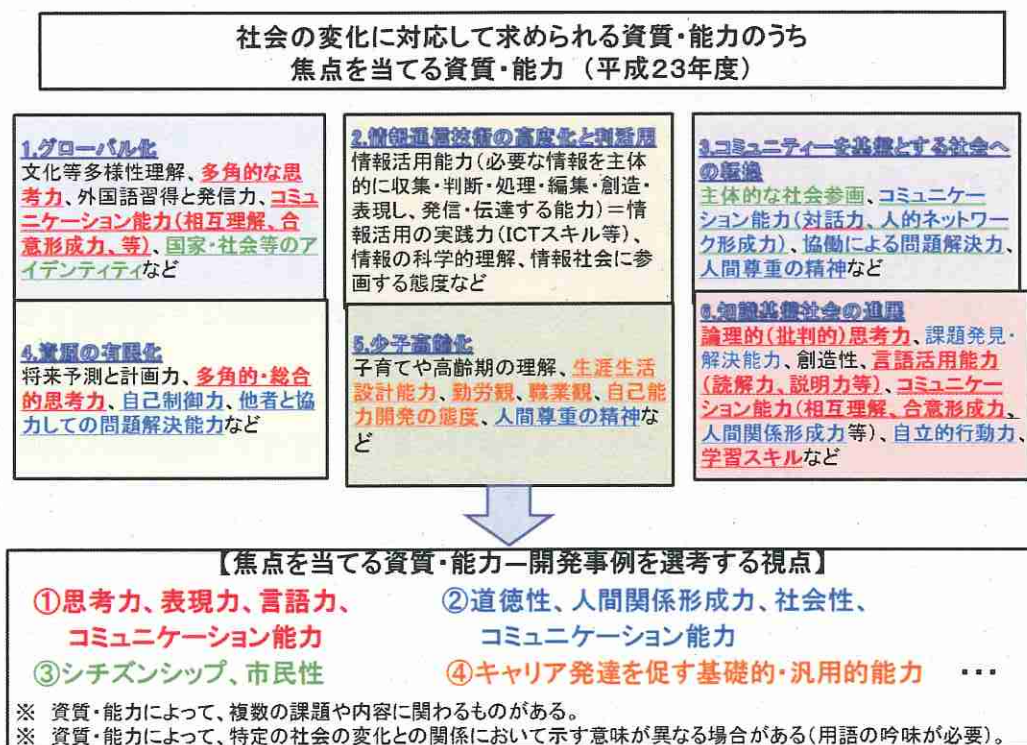 社会の変化に対応して求められる資質・能力のうち
焦点を当てる資質・能力 (平成23年度)
1.グローバル化
文化等多様性理解、多角的な思
考力、外国語習得と発信力、コミュ
ニケーション能力(相互理解、合
意形成力、等)、国家・社会等のア
イデンティティなど
2.情報通信技術の高度化と利活用
情報活用能力(必要な情報を主体
的に収集・判断・処理・編集・創造・
表現し、発信・伝達する能力)=情
報活用の実践力(ICTスキル等)、
情報の科学的理解、情報社会に参
画する態度など
3.コミュニティーを基盤とする社会へ
の転換
主体的な社会参画、コミュニケー
ション能力(対話力、人的ネットワー
ク形成力)、協働による問題解決力、
人間尊重の精神など
4.資源の有限化
将来予測と計画力、多角的・総合
的思考力、自己制御力、他者と協
力しての問題解決能力など
5.少子高齢化
子育てや高齢期の理解、生涯生活
設計能力、勤労観、職業観、自己能
力開発の態度、人間尊重の精神な
ど
6.知識基盤社会の進展
論理的(批判的)思考力、課題発見・
解決能力、創造性、言語活用能力
(読解力、説明力等)、コミュニケー
ション能力(相互理解、合意形成力、
人間関係形成力等)、自立的行動力、
学習スキルなど
【焦点を当てる資質・能力―開発事例を選考する視点】
①思考力、表現力、言語力、
コミュニケーション能力
②道徳性、人間関係形成力、社会性、
コミュニケーション能力
③シチズンシップ、市民性
④キャリア発達を促す基礎的・汎用的能力 ・・・
※ 資質・能力によって、複数の課題や内容に関わるものがある。
※ 資質・能力によって、特定の社会の変化との関係において示す意味が異なる場合がある(用語の吟味が必要)。